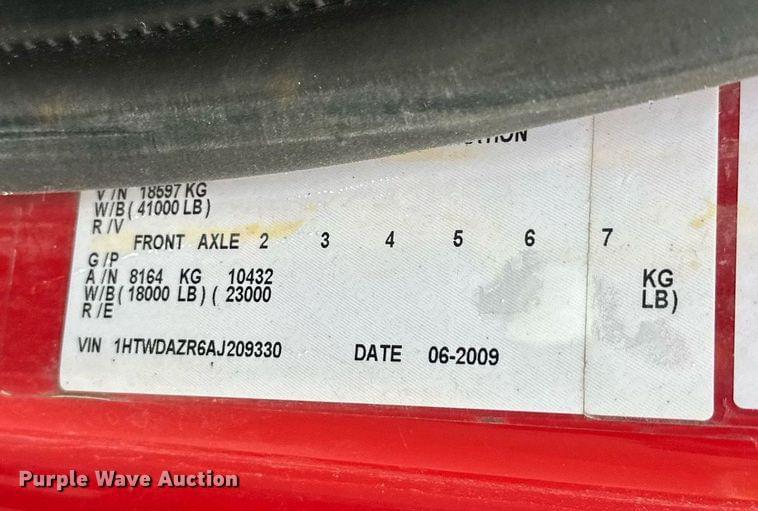 V/N 18597 KG
W/B ( 41000 LB )
R/V
FRONT AXLE 2 3 4 5 6 7
G/P
A/N 8164 KG 10432 KG
W/B ( 18000 LB ) ( 23000 LB)
R/E
VIN 1HTWDAZR6AJ209330 DATE 06-2009
Purple Wave Auction